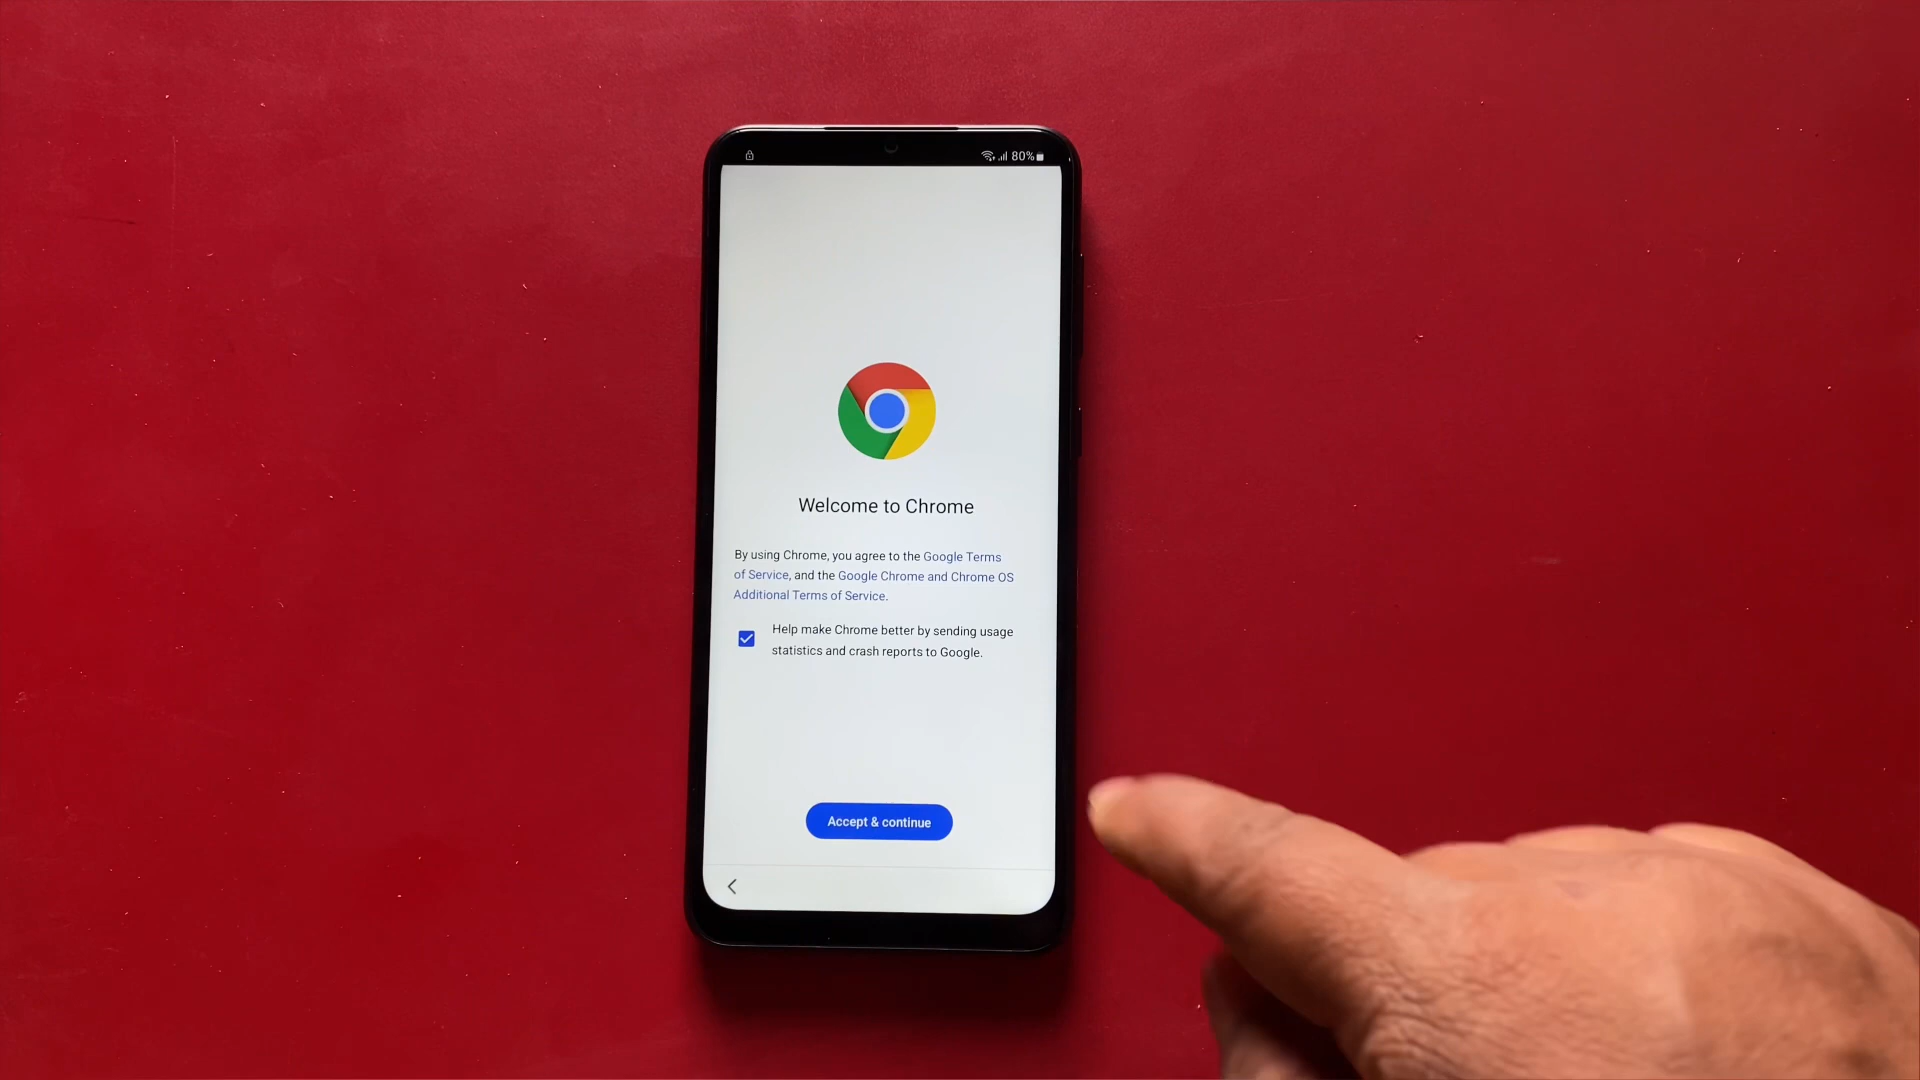 80%
Welcome to Chrome
By using Chrome, you agree to the Google Terms
of Service, and the Google Chrome and Chrome OS
Additional Terms of Service.
Help make Chrome better by sending usage
statistics and crash reports to Google.
Accept & continue